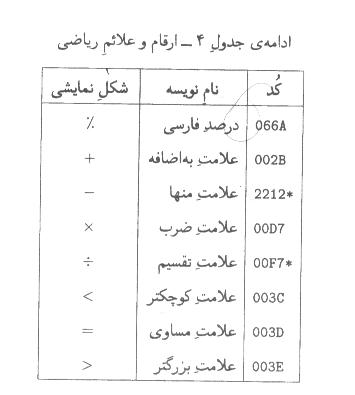 ادامه‌ی جدولِ ۴ ــ ارقام و علائمِ ریاضی
کُد نام نویسه شکلِ نمایشی
066A درصدِ فارسی ٪
002B علامتِ به‌اضافه +
2212* علامتِ منها −
00D7 علامتِ ضرب ×
00F7* علامتِ تقسیم ÷
003C علامتِ کوچکتر >
003D علامتِ مساوی =
003E علامتِ بزرگتر <